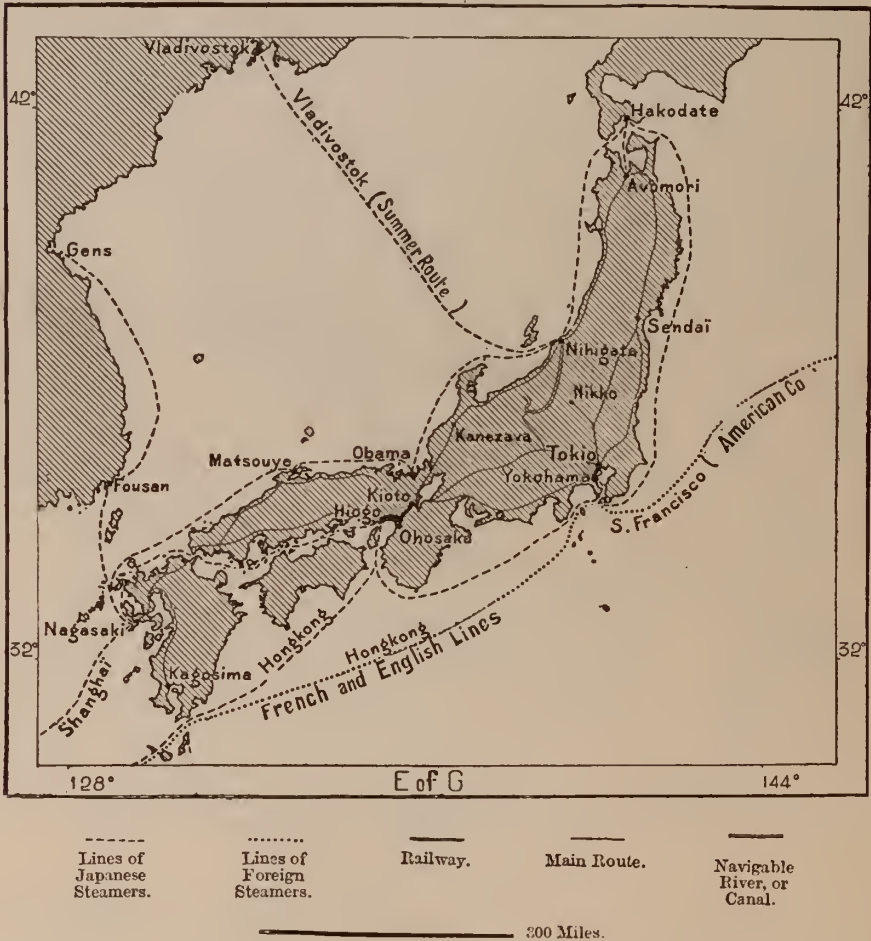 Vladivostok
42°
42°
Vladivostok (Summer Route)
Hakodate
Avomori
Gens
Sendaï
Nihigata
Nikko
American Co
Kanezava
Matsouye
Obama
Tokio
Yokohama
Fousan
Kioto
Hiogo
S. Francisco (
Ohosaka
Nagasaki
Hongkong
Hongkong
32°
32°
Shanghaï
Kagosima
French and English Lines
128°
E of G
144°
Lines of
Japanese
Steamers.
Lines of
Foreign
Steamers.
Railway.
Main Route.
Navigable
River, or
Canal.
300 Miles.